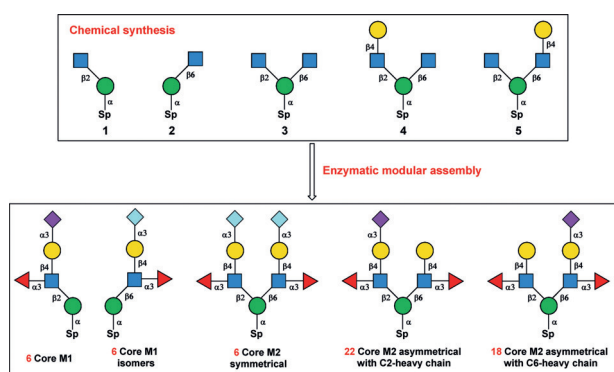 Chemical synthesis
β4 β4
β2 β6 β2 β6 β2 β6 β2 β6
α α α α α
Sp Sp Sp Sp Sp
1 2 3 4 5
Enzymatic modular assembly
α3 α3 α3 α3 α3 α3
β4 β4 β4 β4 β4 β4 β4 β4
α3 α3 α3 α3 α3 α3 α3 α3
β2 β6 β2 β6 β2 β6 β2 β6
α α α α α
Sp Sp Sp Sp Sp
6 Core M1
6 Core M1
isomers
6 Core M2
symmetrical
22 Core M2 asymmetrical
with C2-heavy chain
18 Core M2 asymmetrical
with C6-heavy chain